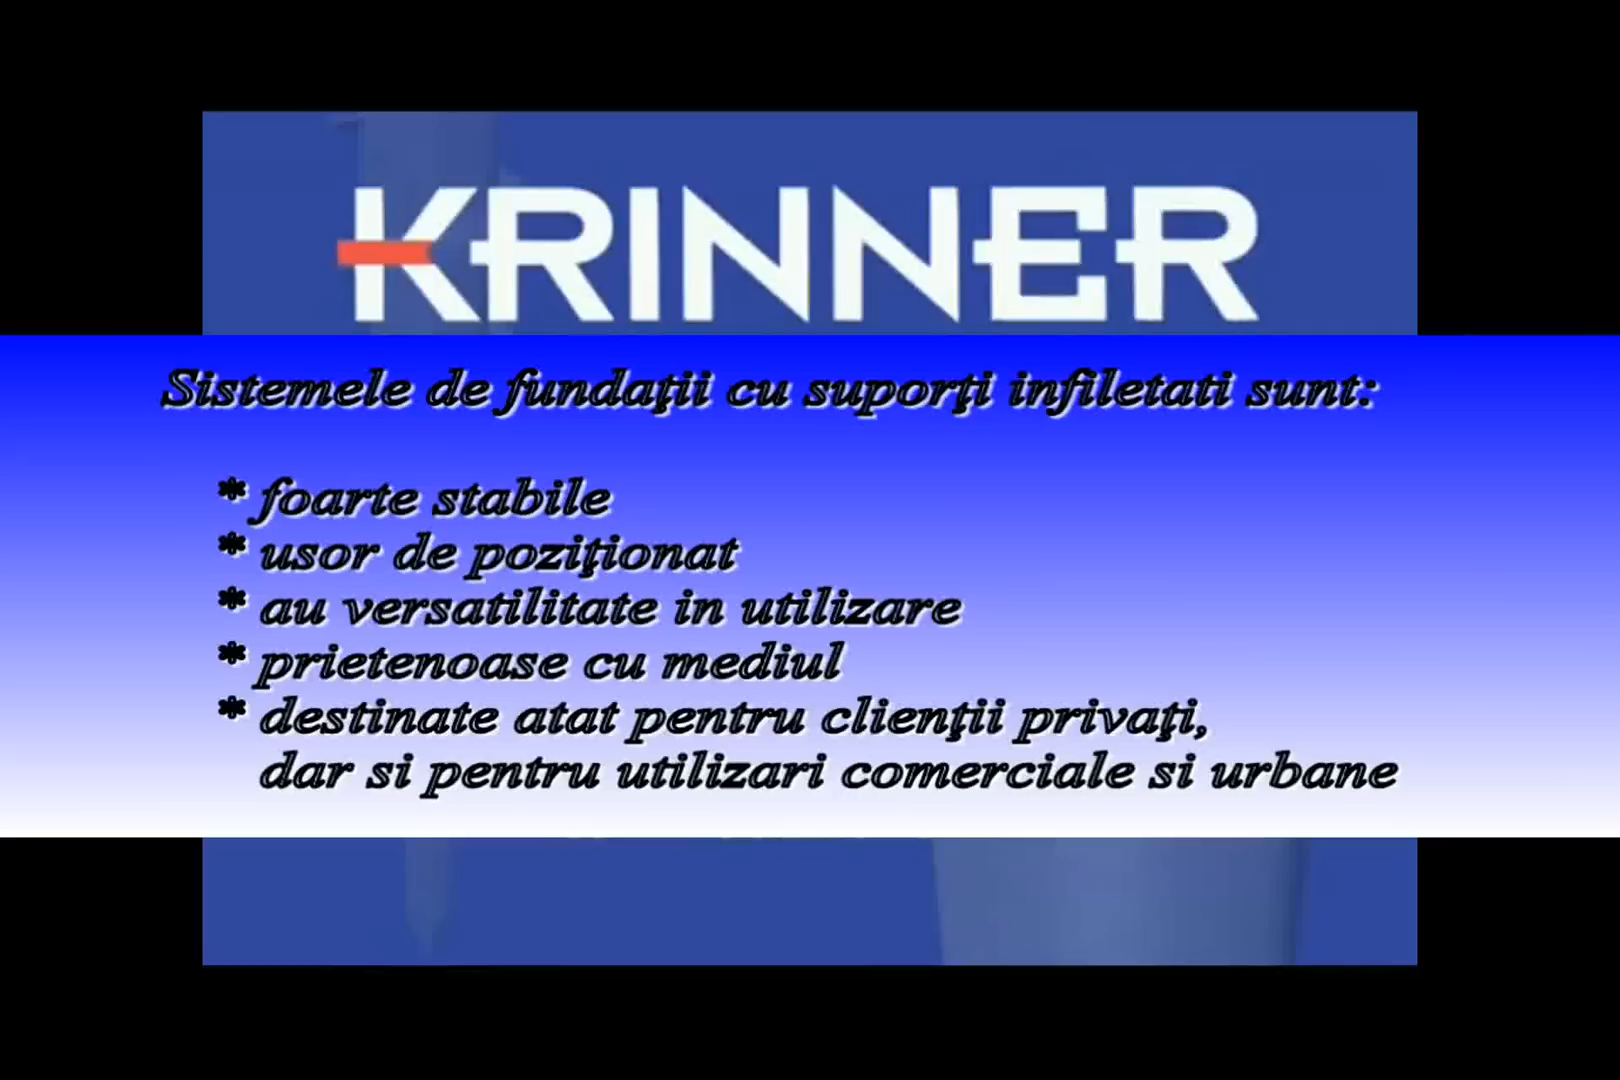 KRINNER
Sistemele de fundaţii cu suporţi infiletati sunt:
* foarte stabile
* usor de poziţionat
* au versatilitate in utilizare
* prietenoase cu mediul
* destinate atat pentru clienţii privaţi,
dar si pentru utilizari comerciale si urbane